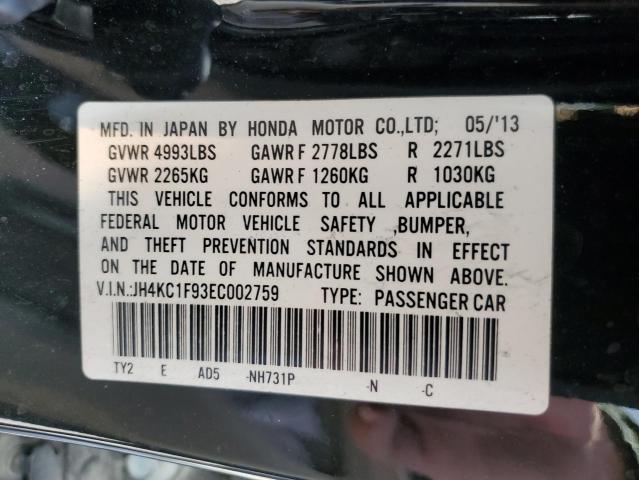 MFD. IN JAPAN BY HONDA MOTOR CO.,LTD; 05/'13
GVWR 4993LBS GAWR F 2778LBS R 2271LBS
GVWR 2265KG GAWR F 1260KG R 1030KG
THIS VEHICLE CONFORMS TO ALL APPLICABLE
FEDERAL MOTOR VEHICLE SAFETY ,BUMPER,
AND THEFT PREVENTION STANDARDS IN EFFECT
ON THE DATE OF MANUFACTURE SHOWN ABOVE.
V.I.N.:JH4KC1F93EC002759 TYPE: PASSENGER CAR
TY2 E AD5 -NH731P -N -C